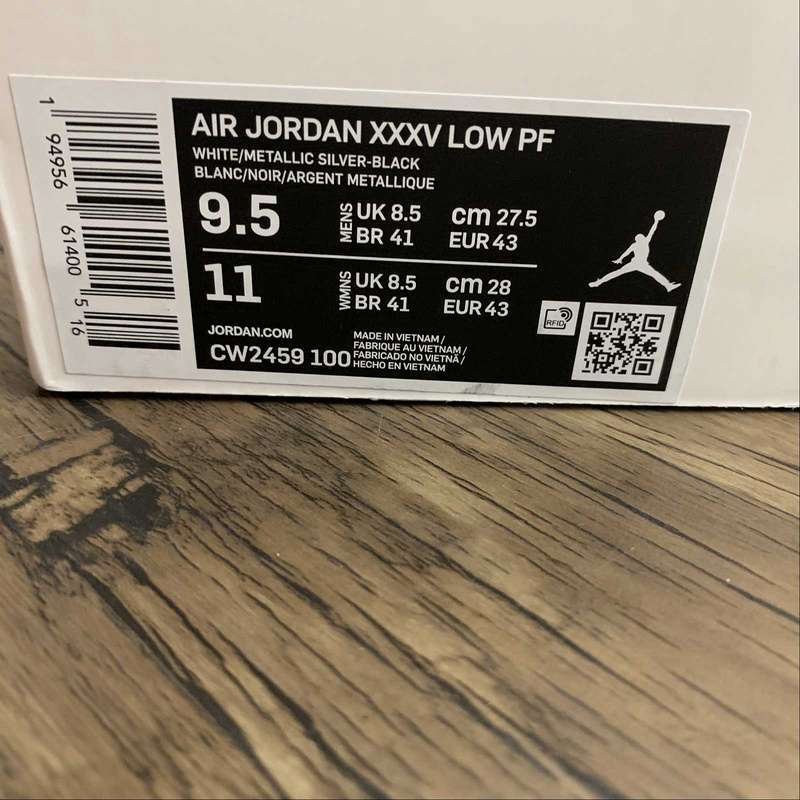 1 94956 61400 5 16
AIR JORDAN XXXV LOW PF
WHITE/METALLIC SILVER-BLACK
BLANC/NOIR/ARGENT METALLIQUE
9.5 MENS UK 8.5 cm 27.5
BR 41 EUR 43
11 WMNS UK 8.5 cm 28
BR 41 EUR 43
RFID
JORDAN.COM
CW2459 100
MADE IN VIETNAM/
FABRIQUE AU VIETNAM/
FABRICADO NO VIETNÃ/
HECHO EN VIETNAM